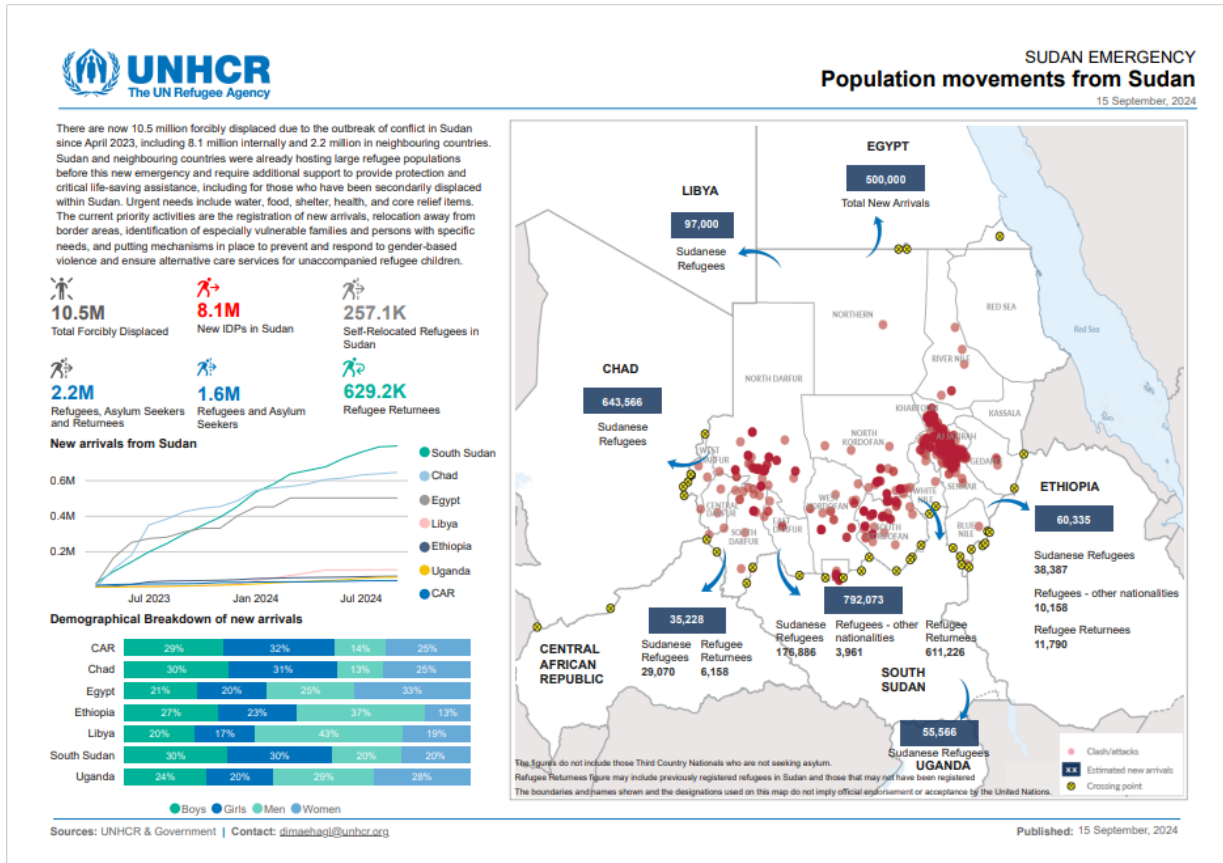 UNHCR
The UN Refugee Agency
SUDAN EMERGENCY
Population movements from Sudan
15 September, 2024
There are now 10.5 million forcibly displaced due to the outbreak of conflict in Sudan
since April 2023, including 8.1 million internally and 2.2 million in neighbouring countries.
Sudan and neighbouring countries were already hosting large refugee populations
before this new emergency and require additional support to provide protection and
critical life-saving assistance, including for those who have been secondarily displaced
within Sudan. Urgent needs include water, food, shelter, health, and core relief items.
The current priority activities are the registration of new arrivals, relocation away from
border areas, identification of especially vulnerable families and persons with specific
needs, and putting mechanisms in place to prevent and respond to gender-based
violence and ensure alternative care services for unaccompanied refugee children.
10.5M
Total Forcibly Displaced
8.1M
New IDPs in Sudan
257.1K
Self-Relocated Refugees in
Sudan
2.2M
Refugees, Asylum Seekers
and Returnees
1.6M
Refugees and Asylum
Seekers
629.2K
Refugee Returnees
New arrivals from Sudan
0.6M
0.4M
0.2M
Jul 2023
Jan 2024
Jul 2024
South Sudan
Chad
Egypt
Libya
Ethiopia
Uganda
CAR
Demographical Breakdown of new arrivals
CAR 29% 32% 14% 25%
Chad 30% 31% 13% 25%
Egypt 21% 20% 25% 33%
Ethiopia 27% 23% 37% 13%
Libya 20% 17% 43% 19%
South Sudan 30% 30% 20% 20%
Uganda 24% 20% 29% 28%
Boys Girls Men Women
EGYPT
500,000
Total New Arrivals
LIBYA
97,000
Sudanese
Refugees
CHAD
643,566
Sudanese
Refugees
NORTHERN
RED SEA
Red Sea
RIVER NILE
NORTH DARFUR
KHARTOUM
KASSALA
AJ JAZIRAH
GEDAREF
NORTH
KORDOFAN
WEST
DARFUR
CENTRAL
DARFUR
SOUTH
DARFUR
EAST
DARFUR
WEST
KORDOFAN
SOUTH
KORDOFAN
WHITE
NILE
SENNAR
BLUE
NILE
ETHIOPIA
60,335
Sudanese Refugees
38,387
Refugees - other nationalities
10,158
Refugee Returnees
11,790
CENTRAL
AFRICAN
REPUBLIC
35,228
Sudanese
Refugees
29,070
Refugee
Returnees
6,158
792,073
Sudanese
Refugees
176,886
Refugees - other
nationalities
3,961
Refugee
Returnees
611,226
SOUTH
SUDAN
55,566
Sudanese Refugees
UGANDA
Clash/attacks
XX Estimated new arrivals
Crossing point
The figures do not include those Third Country Nationals who are not seeking asylum.
Refugee Returnees figure may include previously registered refugees in Sudan and those that may not have been registered
The boundaries and names shown and the designations used on this map do not imply official endorsement or acceptance by the United Nations.
Sources: UNHCR & Government | Contact: dimaehagl@unhcr.org
Published: 15 September, 2024